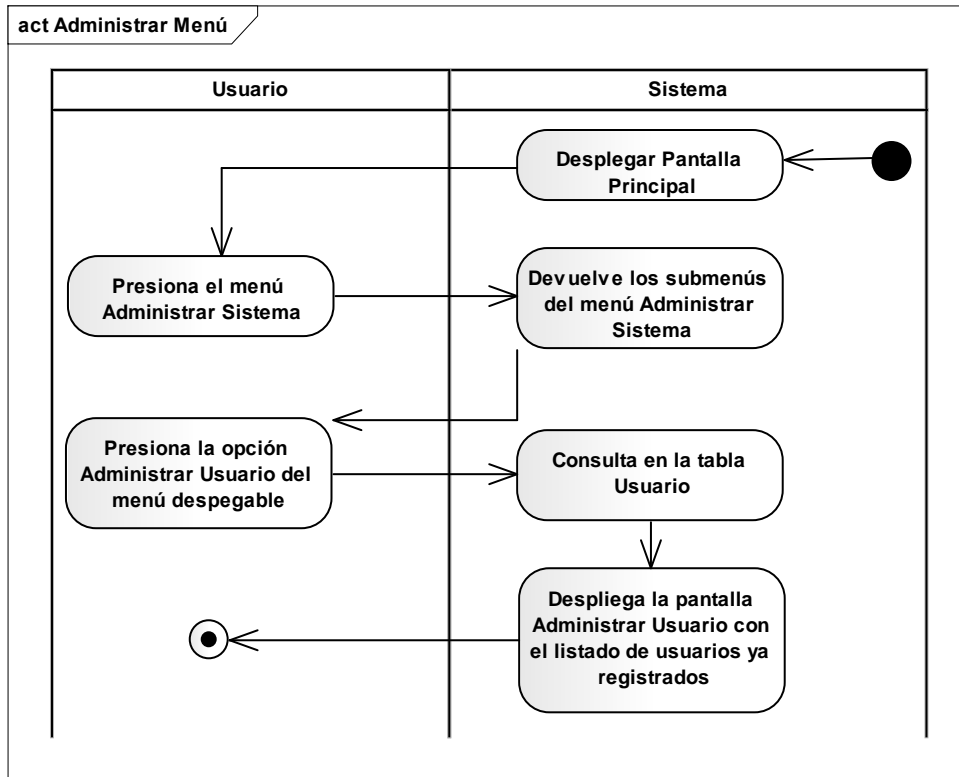 act Administrar Menú
Usuario
Sistema
Desplegar Pantalla
Principal
Presiona el menú
Administrar Sistema
Devuelve los submenús
del menú Administrar
Sistema
Presiona la opción
Administrar Usuario del
menú despegable
Consulta en la tabla
Usuario
Despliega la pantalla
Administrar Usuario con
el listado de usuarios ya
registrados